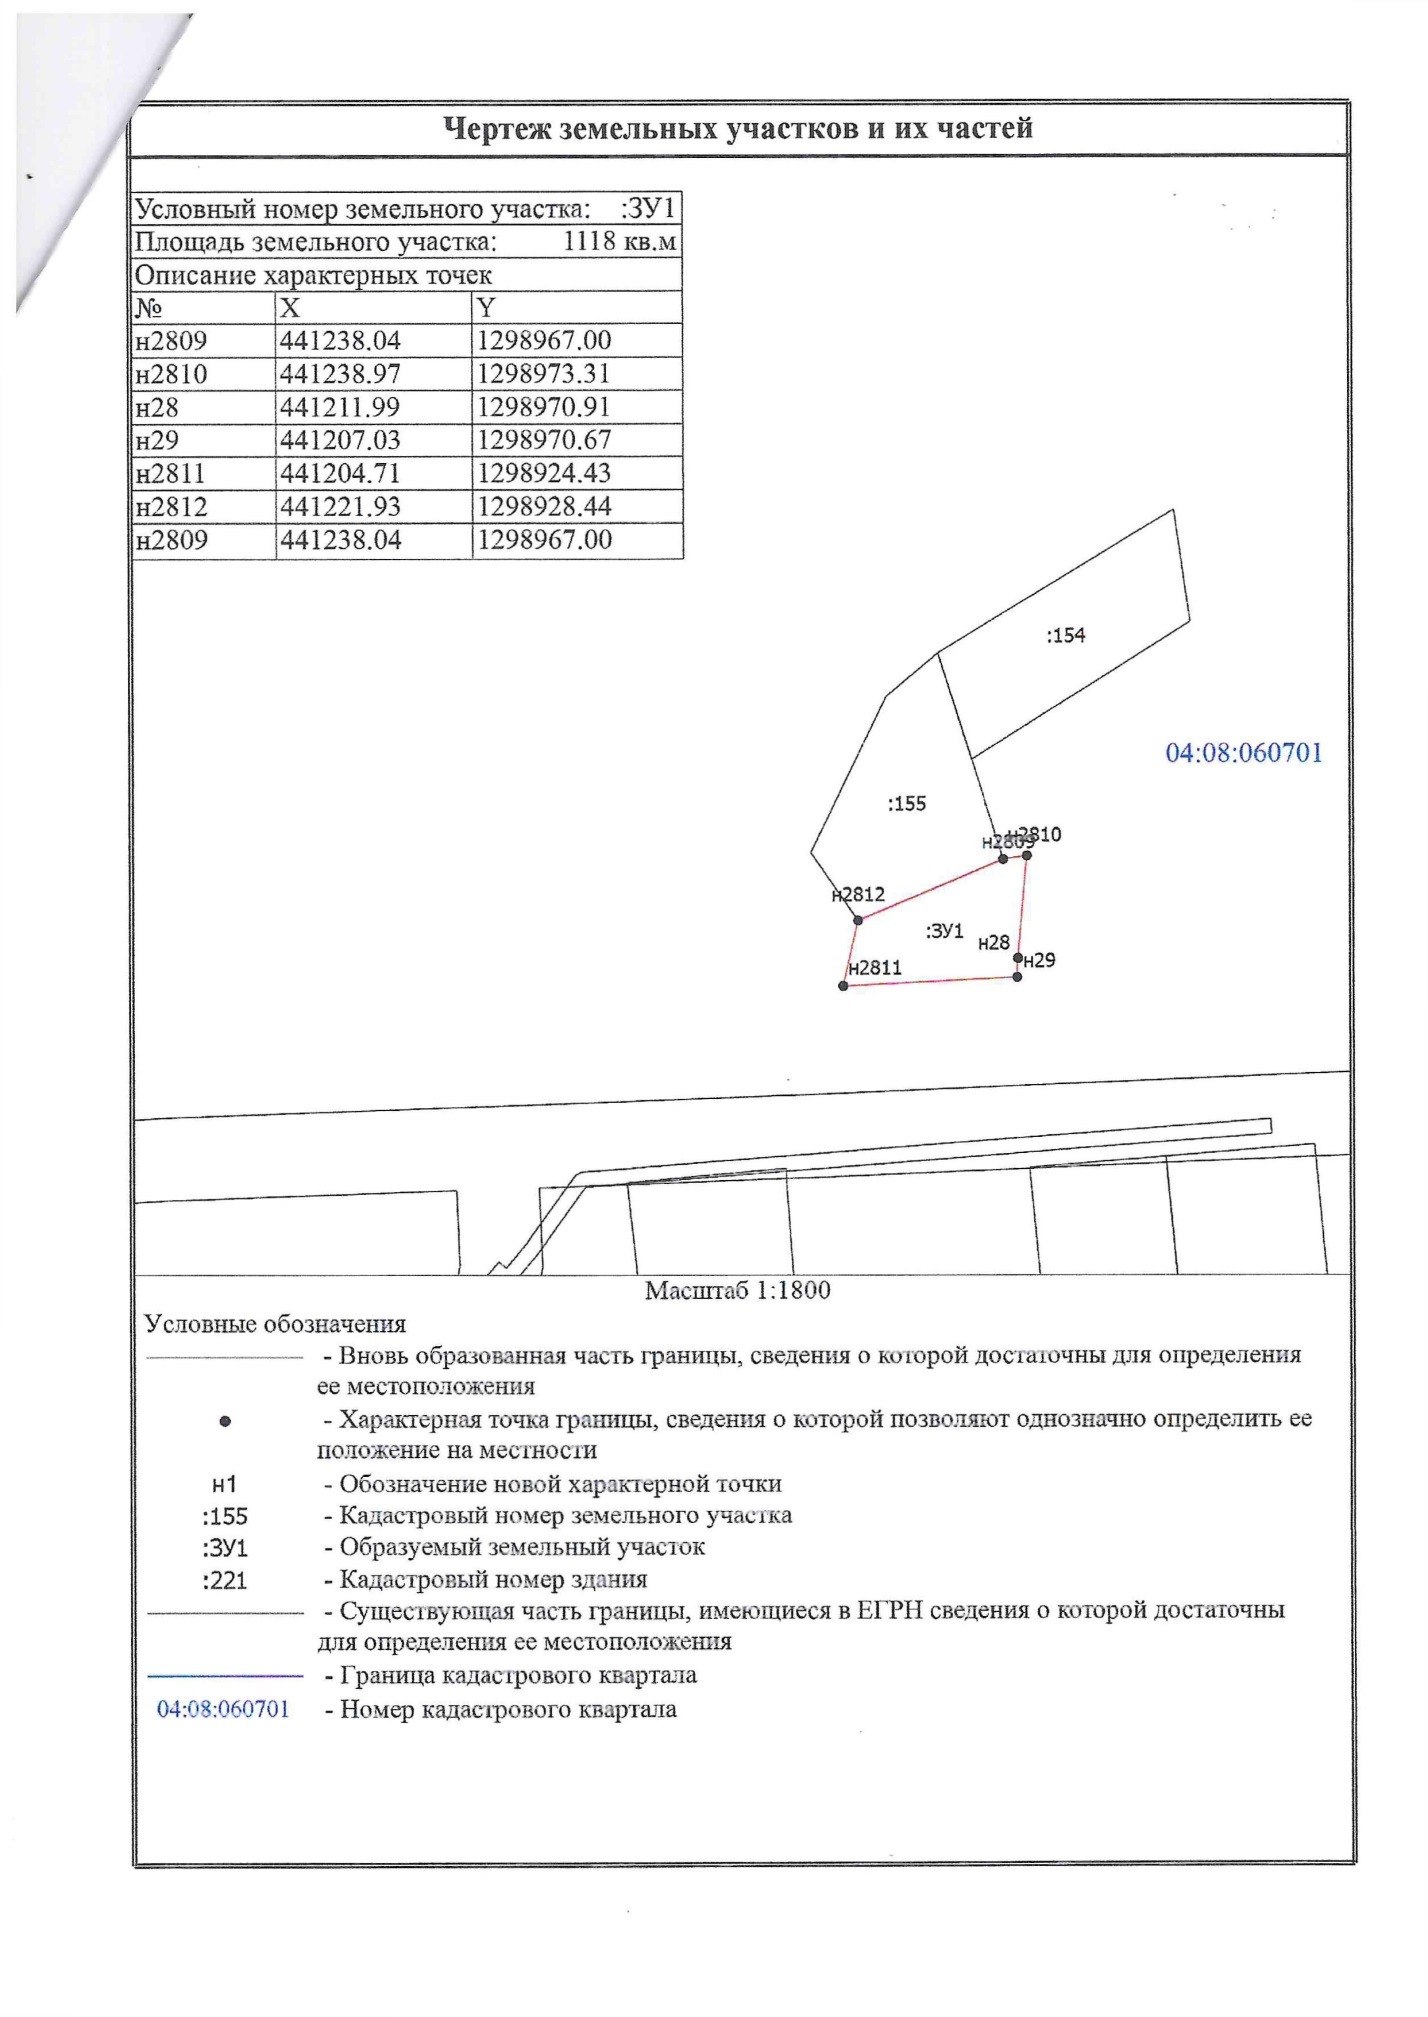 Чертеж земельных участков и их частей
Условный номер земельного участка: :ЗУ1
Площадь земельного участка: 1118 кв.м
Описание характерных точек
№ X Y
н2809 441238.04 1298967.00
н2810 441238.97 1298973.31
н28 441211.99 1298970.91
н29 441207.03 1298970.67
н2811 441204.71 1298924.43
н2812 441221.93 1298928.44
н2809 441238.04 1298967.00
:154
04:08:060701
:155
н2810
н2809
н2812
:ЗУ1
н28
н29
н2811
Масштаб 1:1800
Условные обозначения
- Вновь образованная часть границы, сведения о которой достаточны для определения
ее местоположения
- Характерная точка границы, сведения о которой позволяют однозначно определить ее
положение на местности
н1 - Обозначение новой характерной точки
:155 - Кадастровый номер земельного участка
:ЗУ1 - Образуемый земельный участок
:221 - Кадастровый номер здания
- Существующая часть границы, имеющиеся в ЕГРН сведения о которой достаточны
для определения ее местоположения
- Граница кадастрового квартала
04:08:060701 - Номер кадастрового квартала